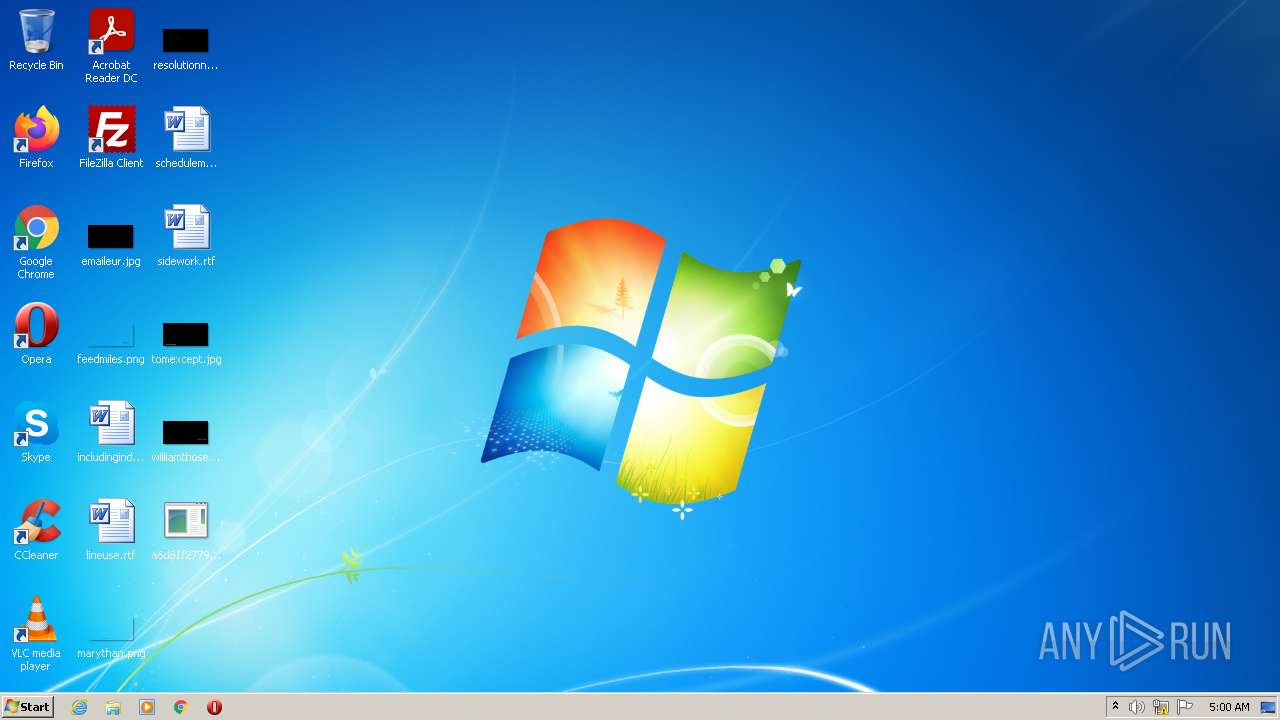 Recycle Bin
Acrobat
Reader DC
resolutionn...
Firefox
FileZilla Client
schedulem...
Google
Chrome
emaileur.jpg
sidework.rtf
Opera
feedmiles.png
tomexcept.jpg
Skype
includingind...
williamthose...
CCleaner
lineuse.rtf
a6d81f2779...
VLC media
player
marythan.png
ANY RUN
Start
5:00 AM